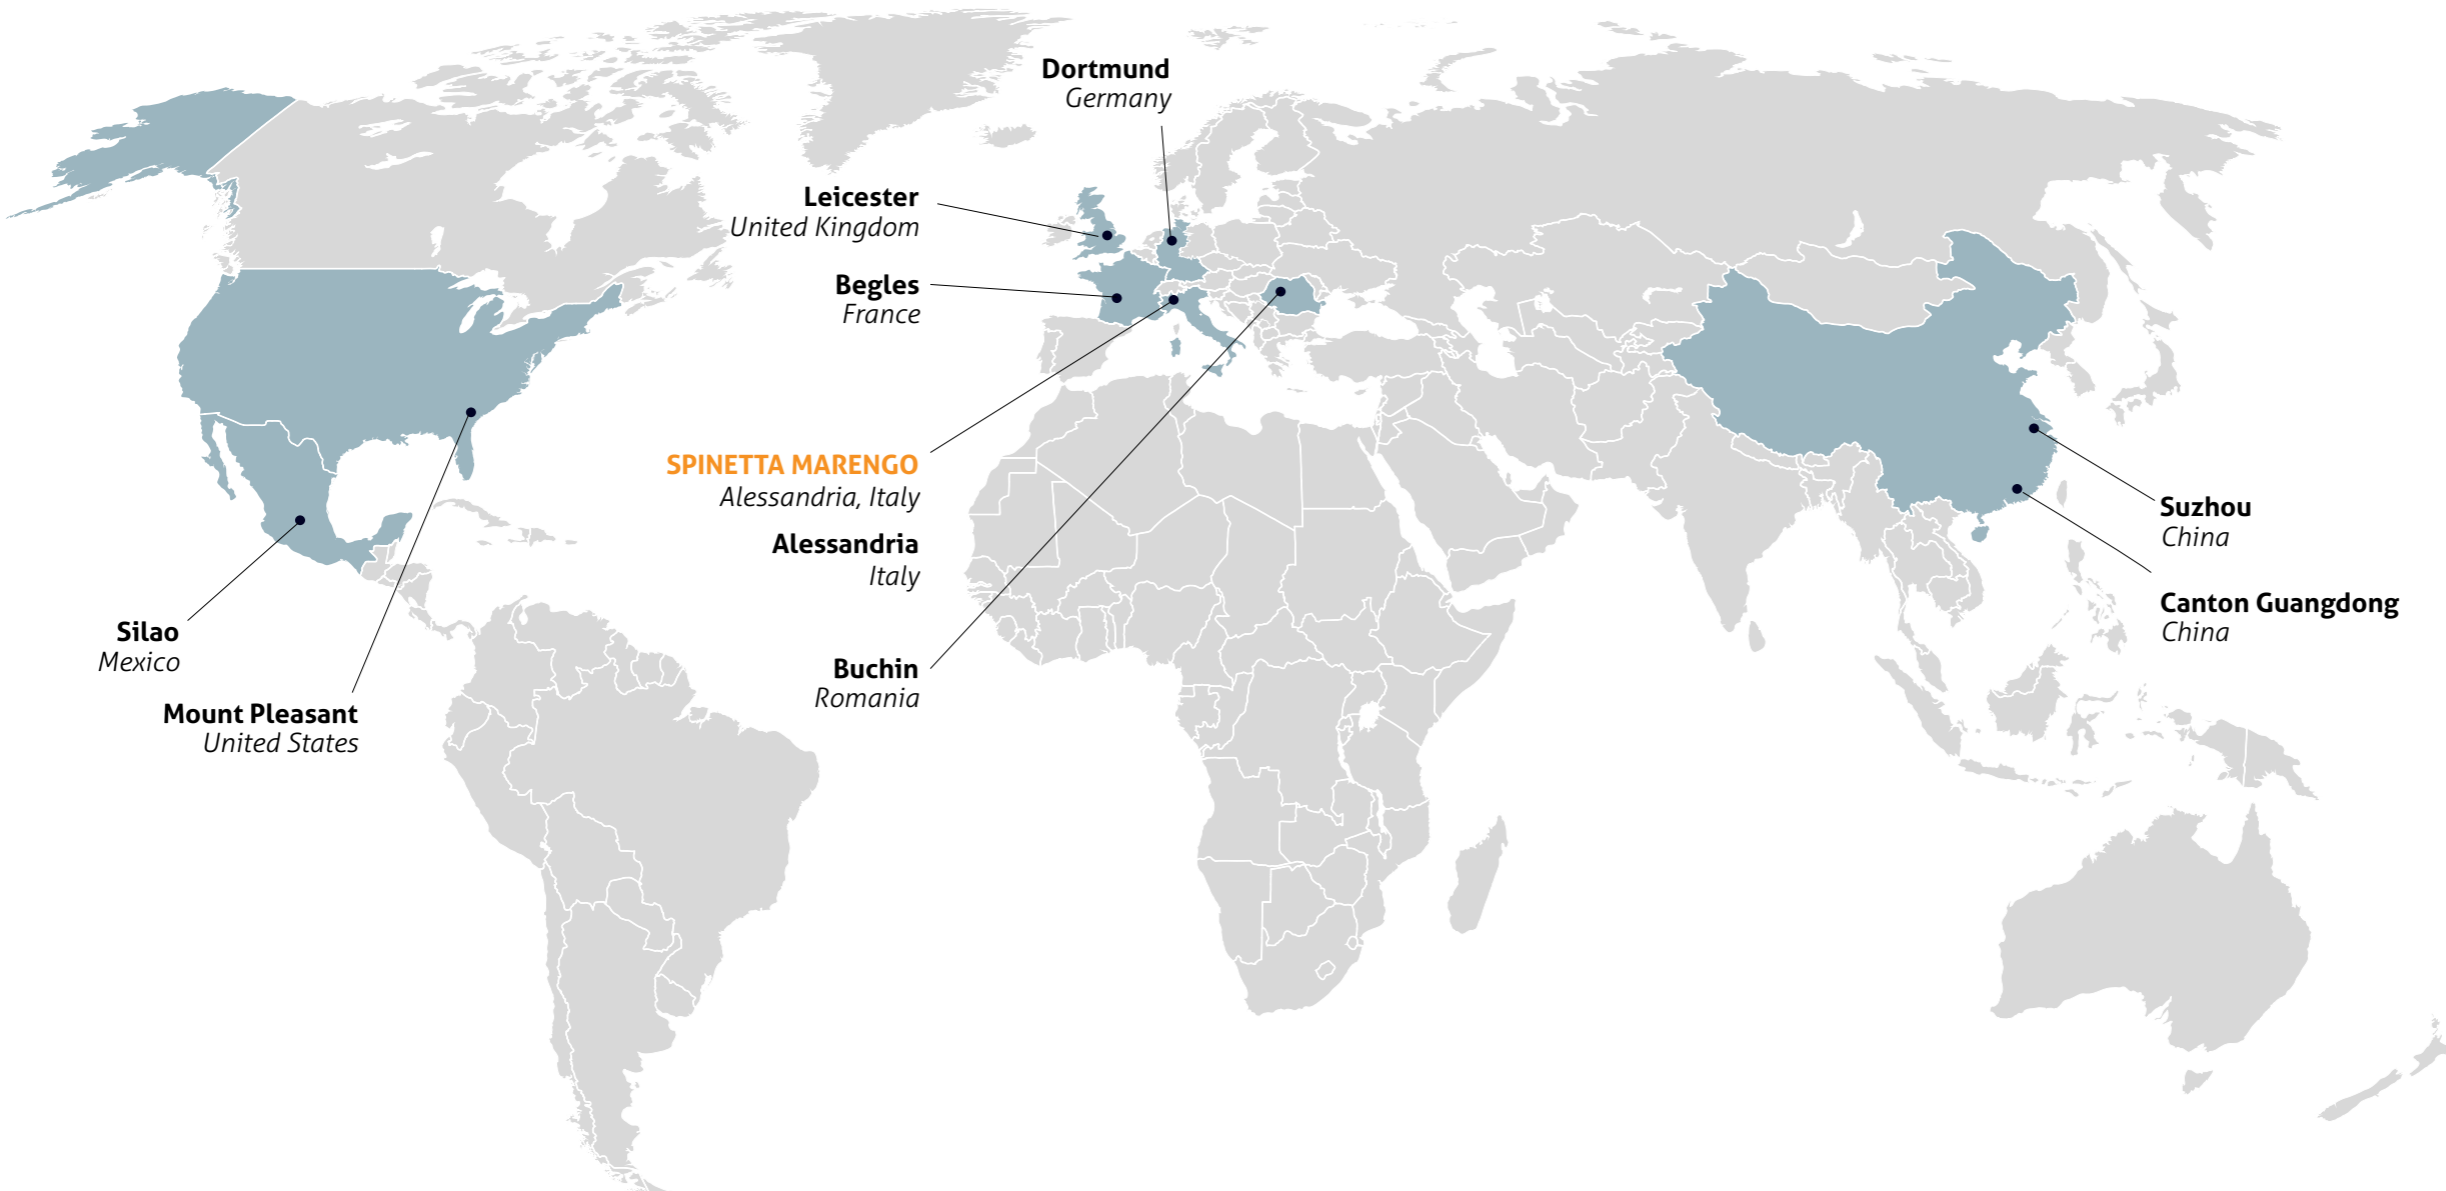 Dortmund
Germany
Leicester
United Kingdom
Begles
France
SPINETTA MARENGO
Alessandria, Italy
Alessandria
Italy
Buchin
Romania
Silao
Mexico
Mount Pleasant
United States
Suzhou
China
Canton Guangdong
China